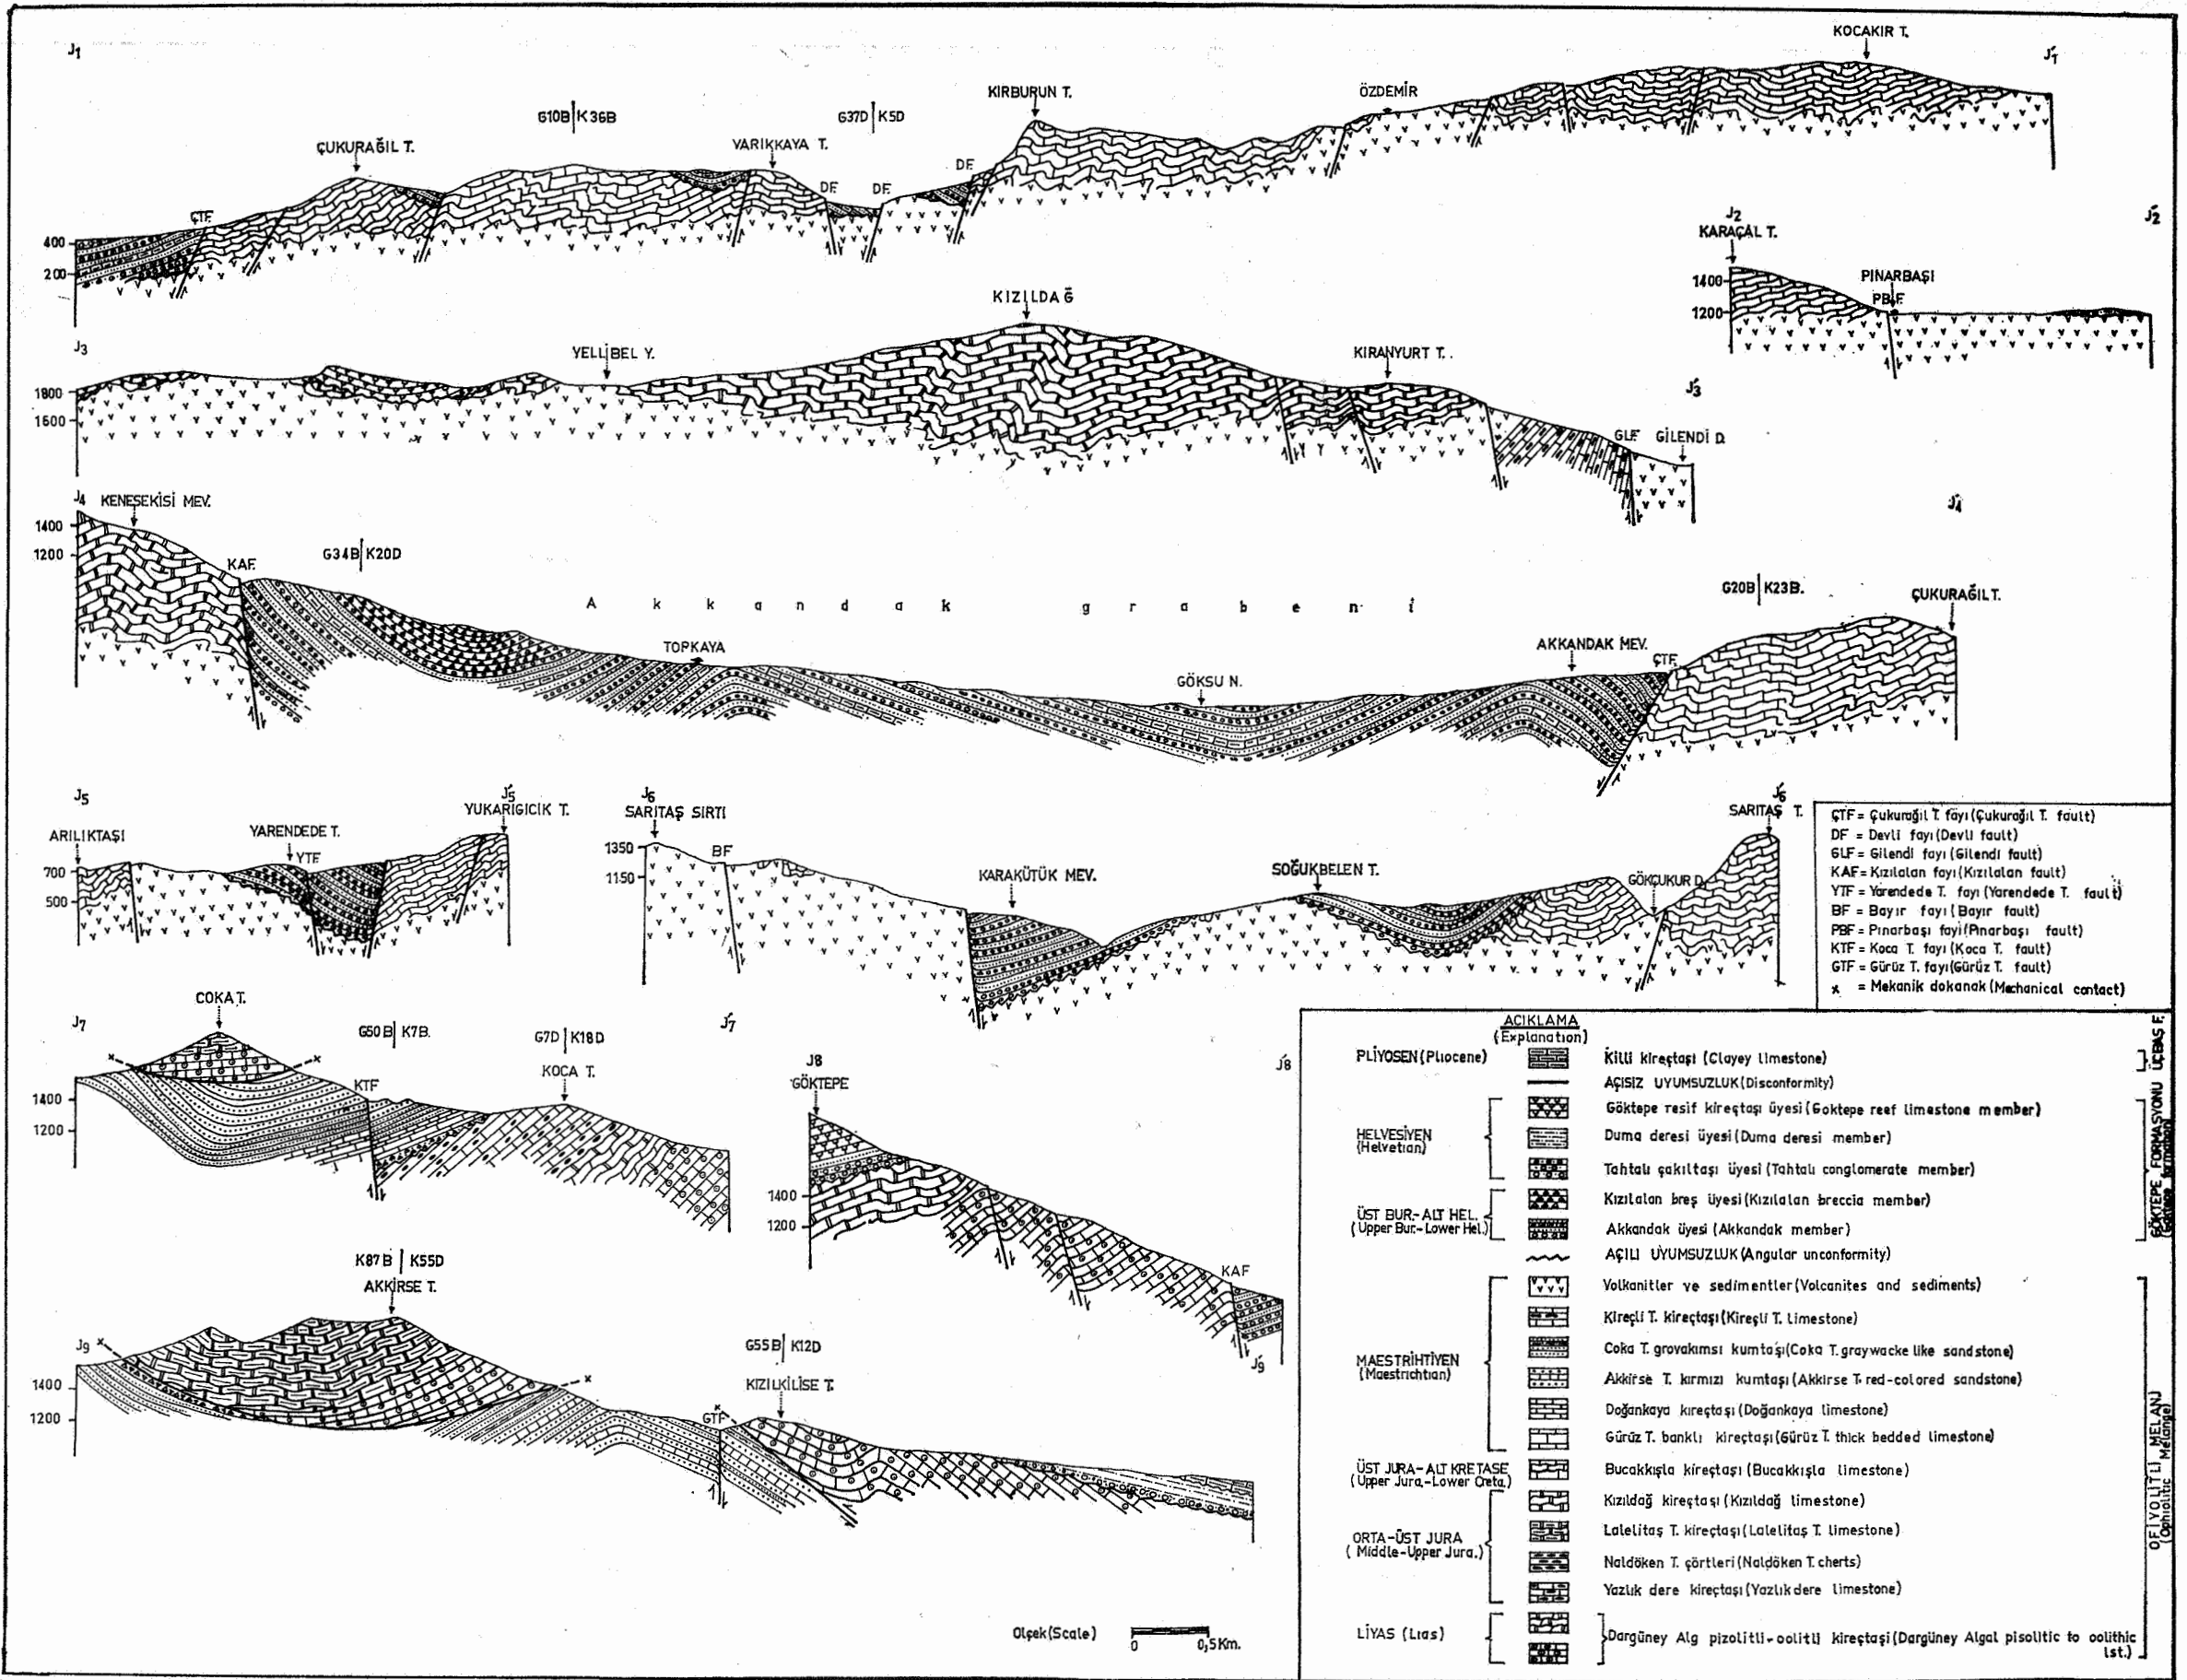 J₁
KOCAKIR T.
J́₁
KIRBURUN T.
ÖZDEMİR
G10B|K36B
G37D|K5D
ÇUKURAĞIL T.
VARIKKAYA T.
DF.
DF. DF.
ÇTF.
400
200
J₂
J́₂
KARAÇAL T.
PINARBAŞI
PB.F.
1400
1200
KIZILDAĞ
J₃
YELLİBEL Y.
KIRANYURT T.
J́₃
1800
1600
GLF. GİLENDİ D.
J₄ KENEŞEKİSİ MEV.
J́₄
1400
1200
KAF.
G34B|K20D
Akkandak grabeni
G20B|K23B.
ÇUKURAĞIL T.
TOPKAYA
AKKANDAK MEV.
ÇTF.
GÖKSU N.
J₅
J́₅
YUKARIGICIK T.
ARILIKTAŞI
YARENDEDE T.
YTF.
700
500
J₆
SARITAŞ SIRTI
J́₆
SARITAŞ T.
1350
1150
BF.
KARAKÜTÜK MEV.
SOĞUKBELEN T.
GÖKÇUKUR D.
ÇTF = Çukurağıl T. fayı (Çukurağıl T. fault)
DF = Devli fayı (Devli fault)
GLF = Gilendi fayı (Gilendi fault)
KAF = Kızılalan fayı (Kızılalan fault)
YTF = Yarendede T. fayı (Yarendede T. fault)
BF = Bayır fayı (Bayır fault)
PBF = Pınarbaşı fayi (Pınarbaşı fault)
KTF = Koca T. fayı (Koca T. fault)
GTF = Gürüz T. fayı (Gürüz T. fault)
x = Mekanik dokanak (Mechanical contact)
COKA T.
J₇
J́₇
x x
G50B|K7B.
G7D|K18D
KOCA T.
KTF
1400
1200
J8
J́8
GÖKTEPE
1400
1200
KAF
K87B|K55D
AKKİRSE T.
J₉ x
J́₉
1400
1200
x
G55B|K12D
KIZILKİLİSE T.
x
GTF
Olçek (Scale)
0 0,5 Km.
AÇIKLAMA
(Explanation)
PLİYOSEN (Pliocene)
Killi kireçtaşı (Clayey limestone)
AÇISIZ UYUMSUZLUK (Disconformity)
HELVESİYEN
(Helvetian)
Göktepe resif kireçtaşı üyesi (Goktepe reef limestone member)
Duma deresi üyesi (Duma deresi member)
Tahtalı çakıltaşı üyesi (Tahtalı conglomerate member)
ÜST BUR.-ALT HEL.
(Upper Bur.-Lower Hel.)
Kızılalan breş üyesi (Kızılalan breccia member)
Akkandak üyesi (Akkandak member)
AÇILI UYUMSUZLUK (Angular unconformity)
MAESTRİHTİYEN
(Maestrichtian)
Volkanitler ve sedimentler (Volcanites and sediments)
Kireçli T. kireçtaşı (Kireçli T. limestone)
Coka T. grovakımsı kumtaşı (Coka T. graywacke like sandstone)
Akkirse T. kırmızı kumtaşı (Akkirse T. red-colored sandstone)
Doğankaya kıreçtaşı (Doğankaya limestone)
Gürüz T. banklı kireçtaşı (Gürüz T. thick bedded limestone)
ÜST JURA-ALT KRETASE
(Upper Jura.-Lower Creta.)
Bucakkışla kireçtaşı (Bucakkışla limestone)
ORTA-ÜST JURA
(Middle-Upper Jura.)
Kızıldağ kireçtaşı (Kızıldağ limestone)
Lalelitaş T. kireçtaşı (Lalelitaş T. limestone)
Naldöken T. çörtleri (Naldöken T. cherts)
Yazlık dere kireçtaşı (Yazlık dere limestone)
LİYAS (Lias)
Dargüney Alg pizolitli-oolitli kireçtaşi (Dargüney Algal pisolitic to oolithic
lst.)
ÜÇBAŞ F.
GÖKTEPE FORMASYONU
(Göktepe formation)
OFİYOLİTLİ MELANJ
(Ophiolitic Mélange)